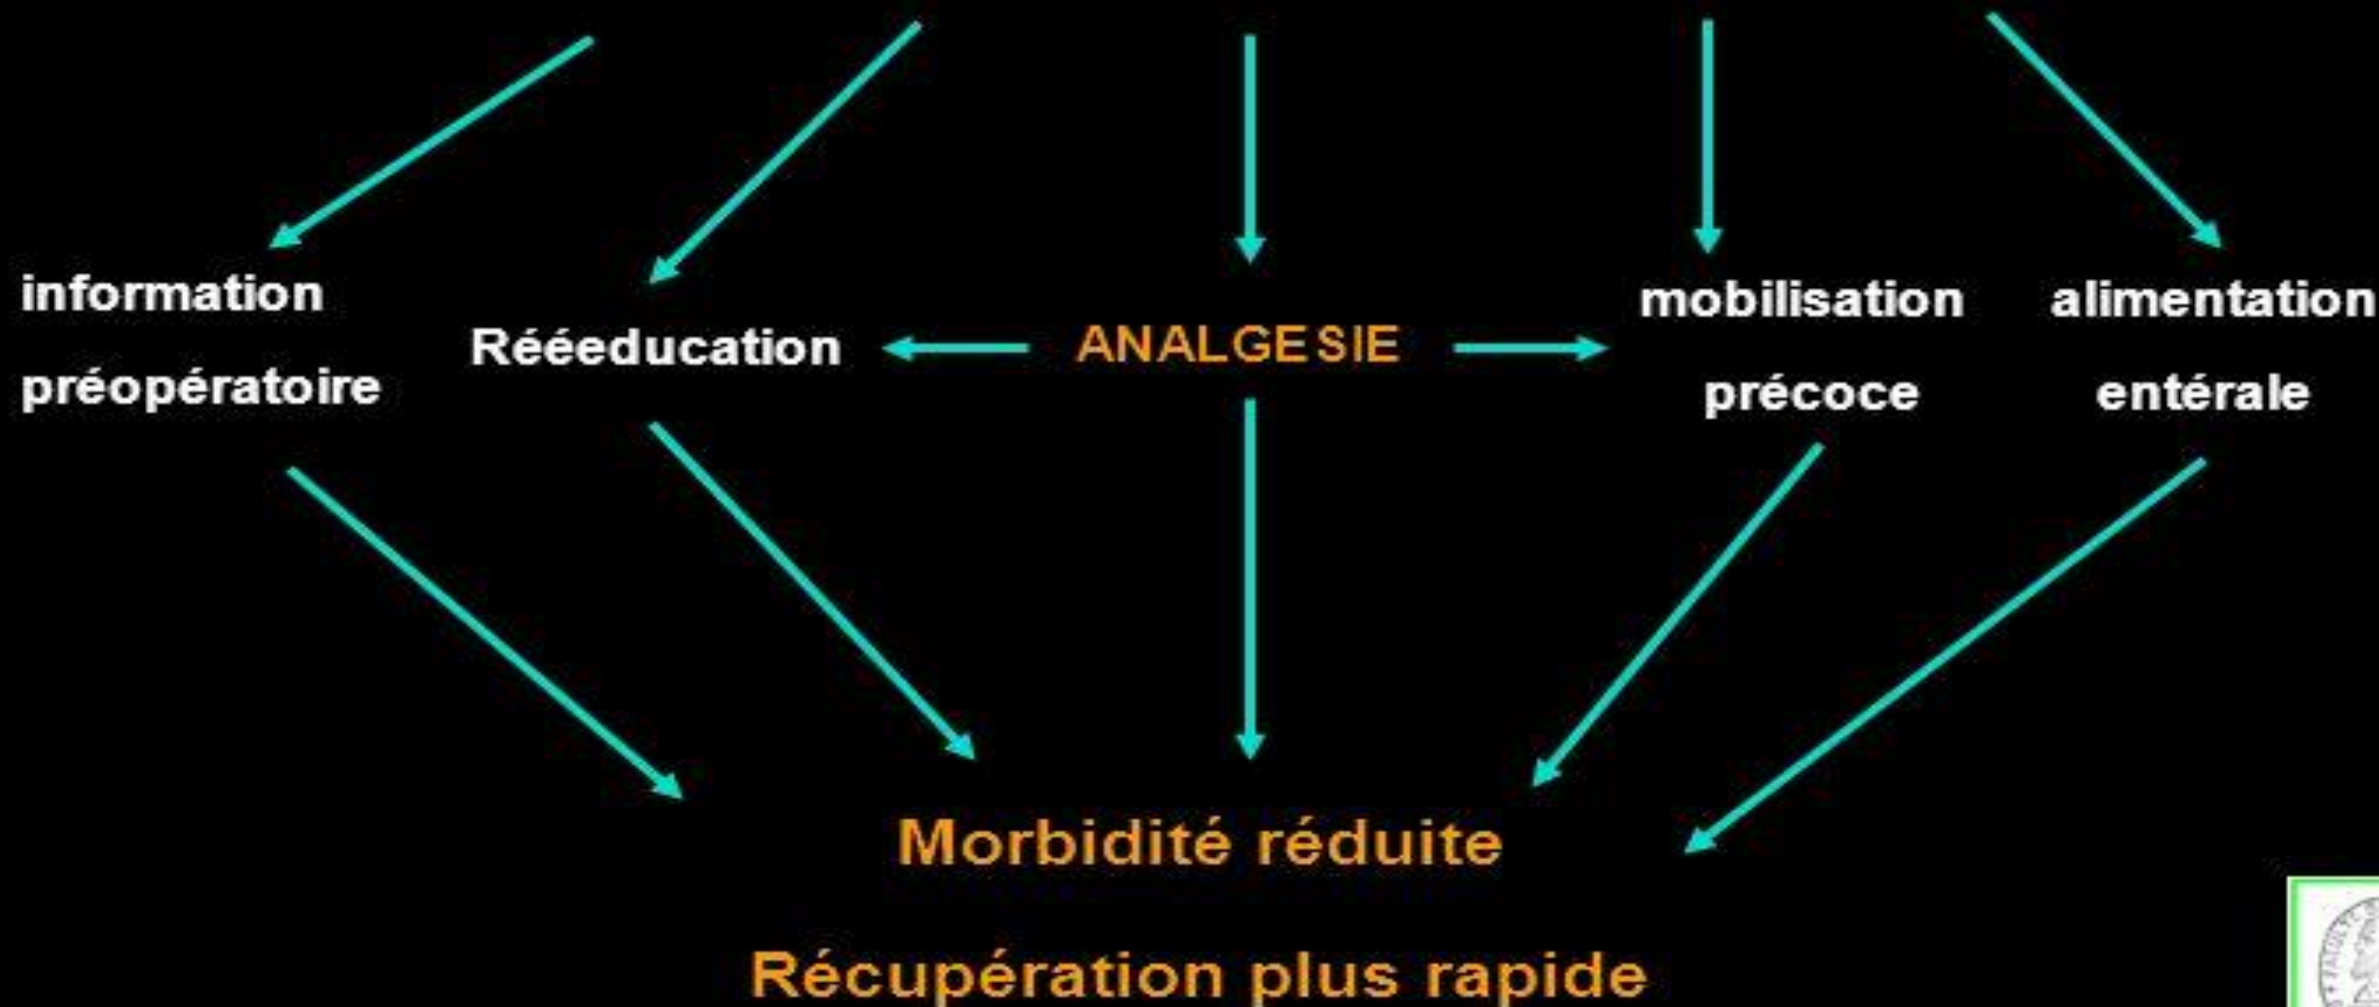 information
préopératoire
Rééeducation
ANALGESIE
mobilisation
précoce
alimentation
entérale
Morbidité réduite
Récupération plus rapide